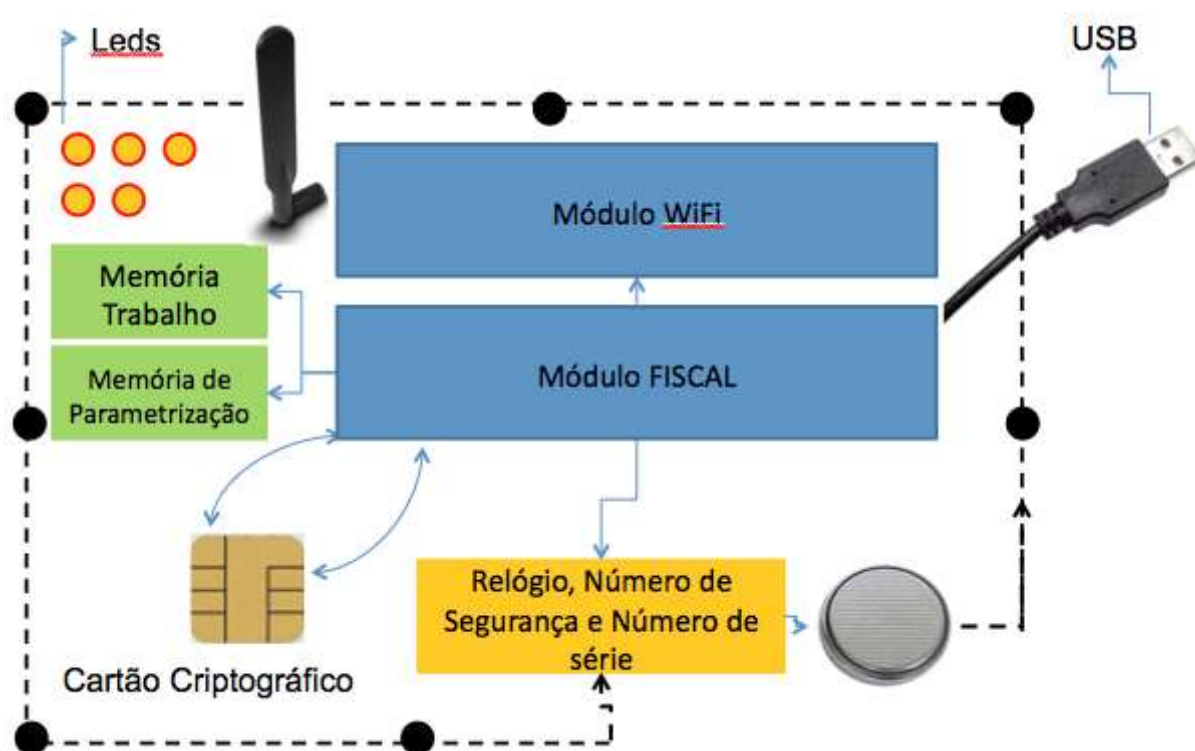 Leds
USB
Módulo WiFi
Memória
Trabalho
Módulo FISCAL
Memória de
Parametrização
Relógio, Número de
Segurança e Número de
série
Cartão Criptográfico